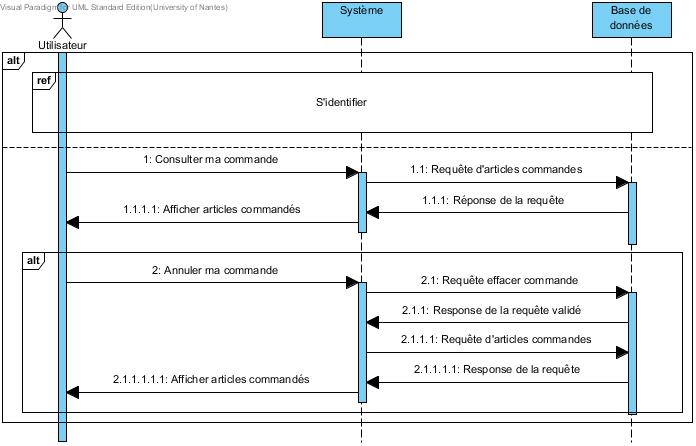 Visual Paradigm for UML Standard Edition(University of Nantes)
Utilisateur
Système
Base de
données
alt
ref
S'identifier
1: Consulter ma commande
1.1: Requête d'articles commandes
1.1.1: Réponse de la requête
1.1.1.1: Afficher articles commandés
alt
2: Annuler ma commande
2.1: Requête effacer commande
2.1.1: Response de la requête validé
2.1.1.1: Requête d'articles commandes
2.1.1.1.1: Response de la requête
2.1.1.1.1.1: Afficher articles commandés